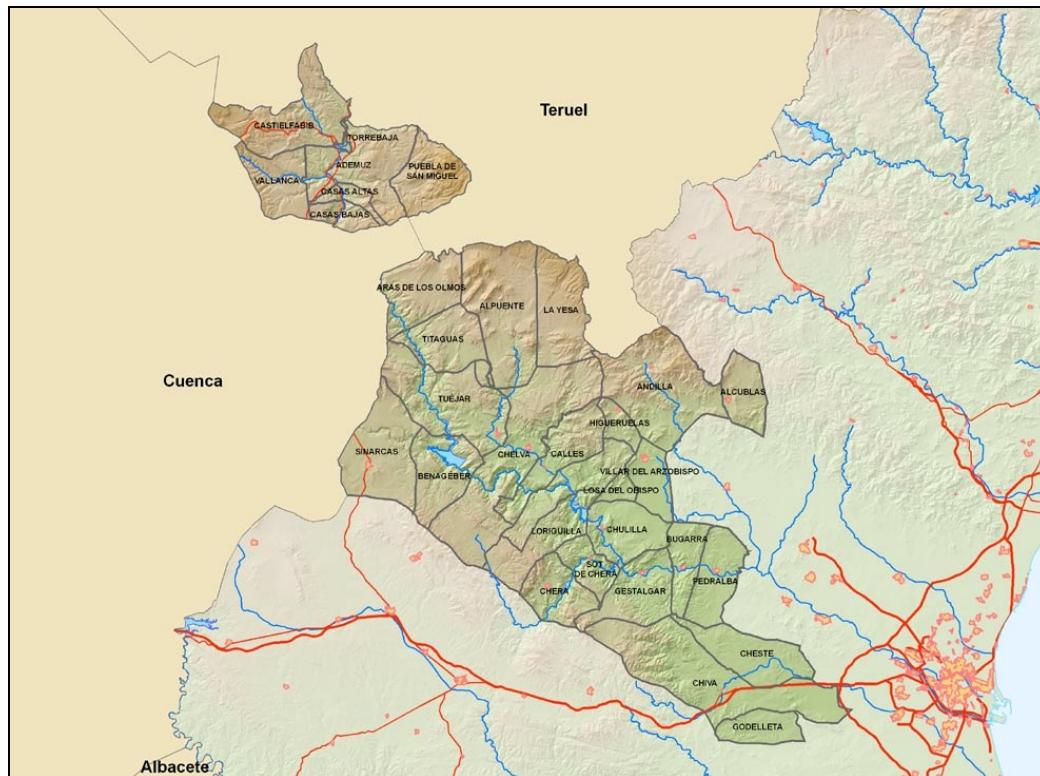 Teruel
CASTIELFABIB
TORREBAJA
ADEMUZ
PUEBLA DE
SAN MIGUEL
VALLANCA
CASAS ALTAS
CASAS BAJAS
ARAS DE LOS OLMOS
ALPUENTE
LA YESA
TITAGUAS
Cuenca
ANDILLA
ALCUBLAS
TUÉJAR
HIGUERUELAS
SINARCAS
CHELVA
CALLES
BENAGÉBER
VILLAR DEL ARZOBISPO
LOSA DEL OBISPO
LORIGUILLA
CHULILLA
BUGARRA
SOT
DE CHERA
CHERA
GESTALGAR
PEDRALBA
CHESTE
CHIVA
GODELLETA
Albacete